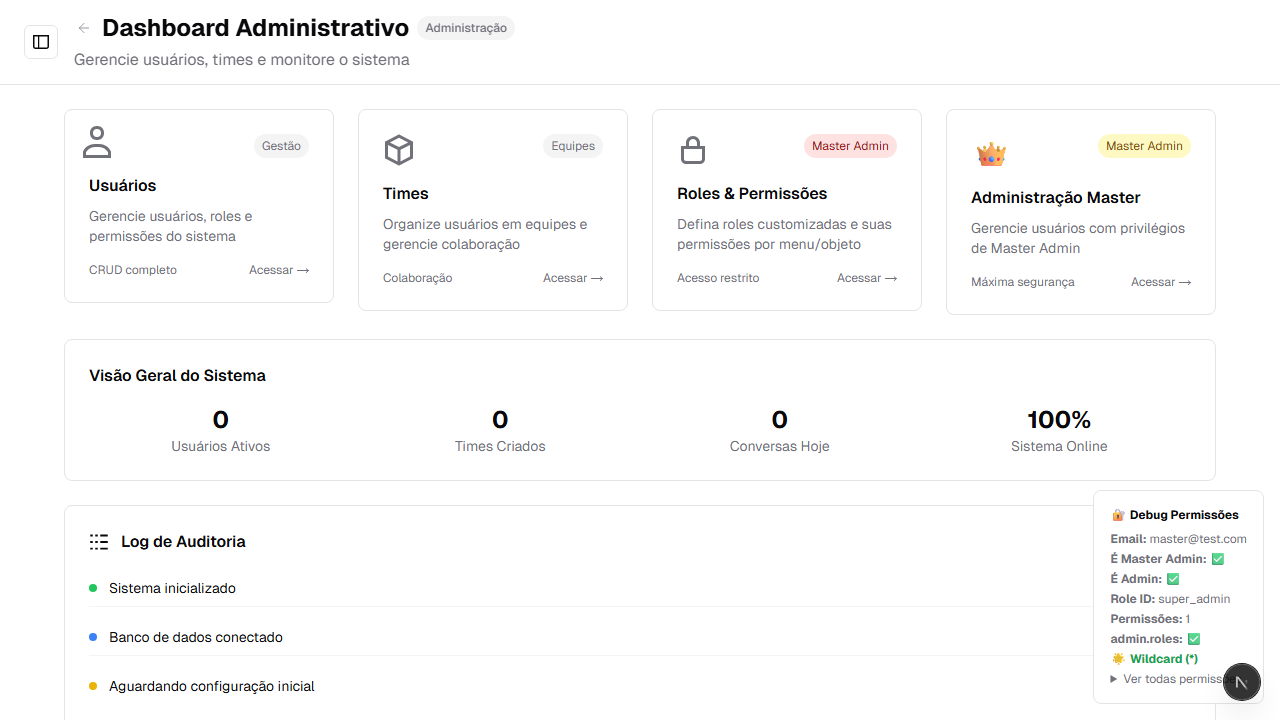 ← Dashboard Administrativo Administração
Gerencie usuários, times e monitore o sistema
Gestão
Usuários
Gerencie usuários, roles e
permissões do sistema
CRUD completo Acessar →
Equipes
Times
Organize usuários em equipes e
gerencie colaboração
Colaboração Acessar →
Master Admin
Roles & Permissões
Defina roles customizadas e suas
permissões por menu/objeto
Acesso restrito Acessar →
Master Admin
Administração Master
Gerencie usuários com privilégios
de Master Admin
Máxima segurança Acessar →
Visão Geral do Sistema
0
Usuários Ativos
0
Times Criados
0
Conversas Hoje
100%
Sistema Online
Log de Auditoria
Sistema inicializado
Banco de dados conectado
Aguardando configuração inicial
🔐 Debug Permissões
Email: master@test.com
É Master Admin: ✅
É Admin: ✅
Role ID: super_admin
Permissões: 1
admin.roles: ✅
🌟 Wildcard (*)
▶ Ver todas
N